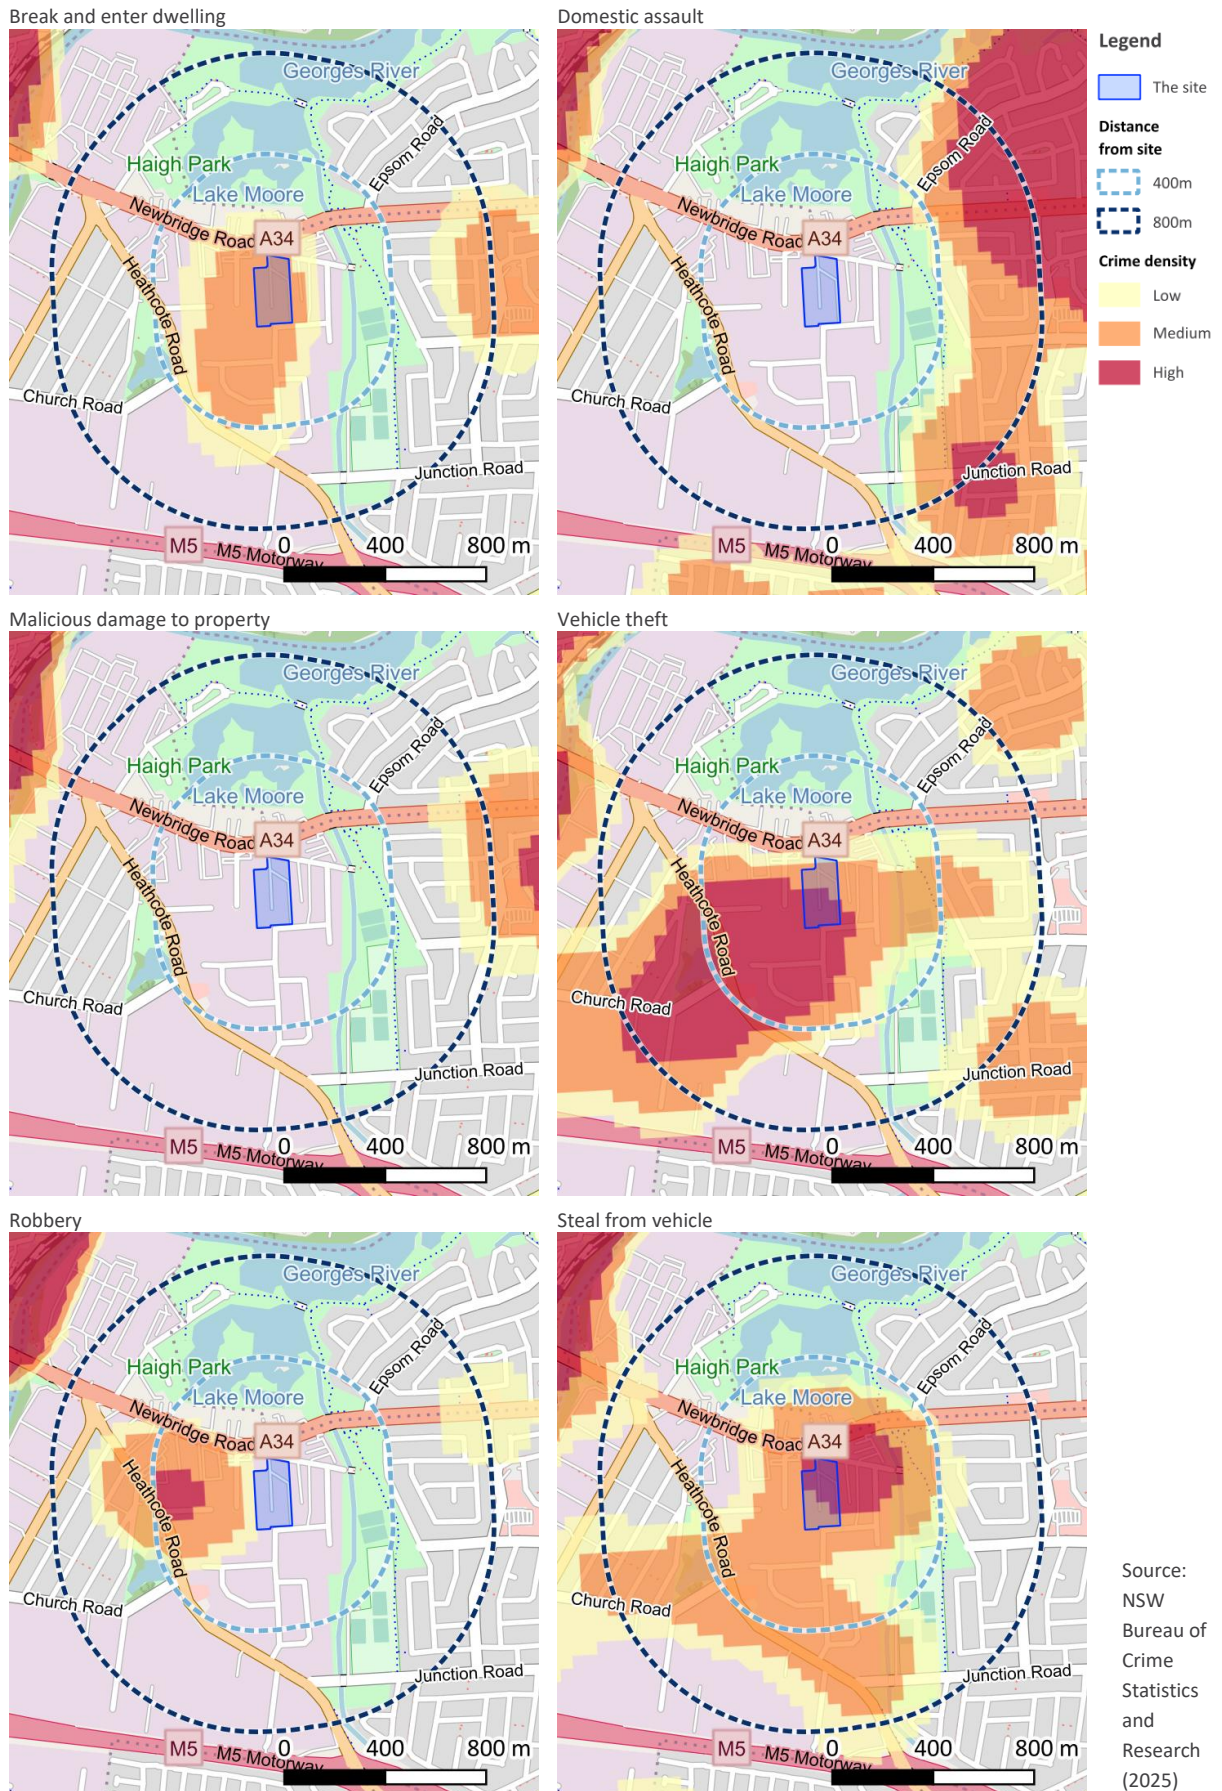 Break and enter dwelling
Domestic assault
Georges River
Haigh Park
Lake Moore
Epsom Road
Newbridge Road
A34
Heathcote Road
Church Road
Junction Road
M5
M5 Motorway
0 400 800 m
Georges River
Haigh Park
Lake Moore
Epsom Road
Newbridge Road
A34
Heathcote Road
Church Road
Junction Road
M5
M5 Motorway
0 400 800 m
Legend
The site
Distance
from site
400m
800m
Crime density
Low
Medium
High
Malicious damage to property
Vehicle theft
Georges River
Haigh Park
Lake Moore
Epsom Road
Newbridge Road
A34
Heathcote Road
Church Road
Junction Road
M5
M5 Motorway
0 400 800 m
Georges River
Haigh Park
Lake Moore
Epsom Road
Newbridge Road
A34
Heathcote Road
Church Road
Junction Road
M5
M5 Motorway
0 400 800 m
Robbery
Steal from vehicle
Georges River
Haigh Park
Lake Moore
Epsom Road
Newbridge Road
A34
Heathcote Road
Church Road
Junction Road
M5
M5 Motorway
0 400 800 m
Georges River
Haigh Park
Lake Moore
Epsom Road
Newbridge Road
A34
Heathcote Road
Church Road
Junction Road
M5
M5 Motorway
0 400 800 m
Source:
NSW
Bureau of
Crime
Statistics
and
Research
(2025)